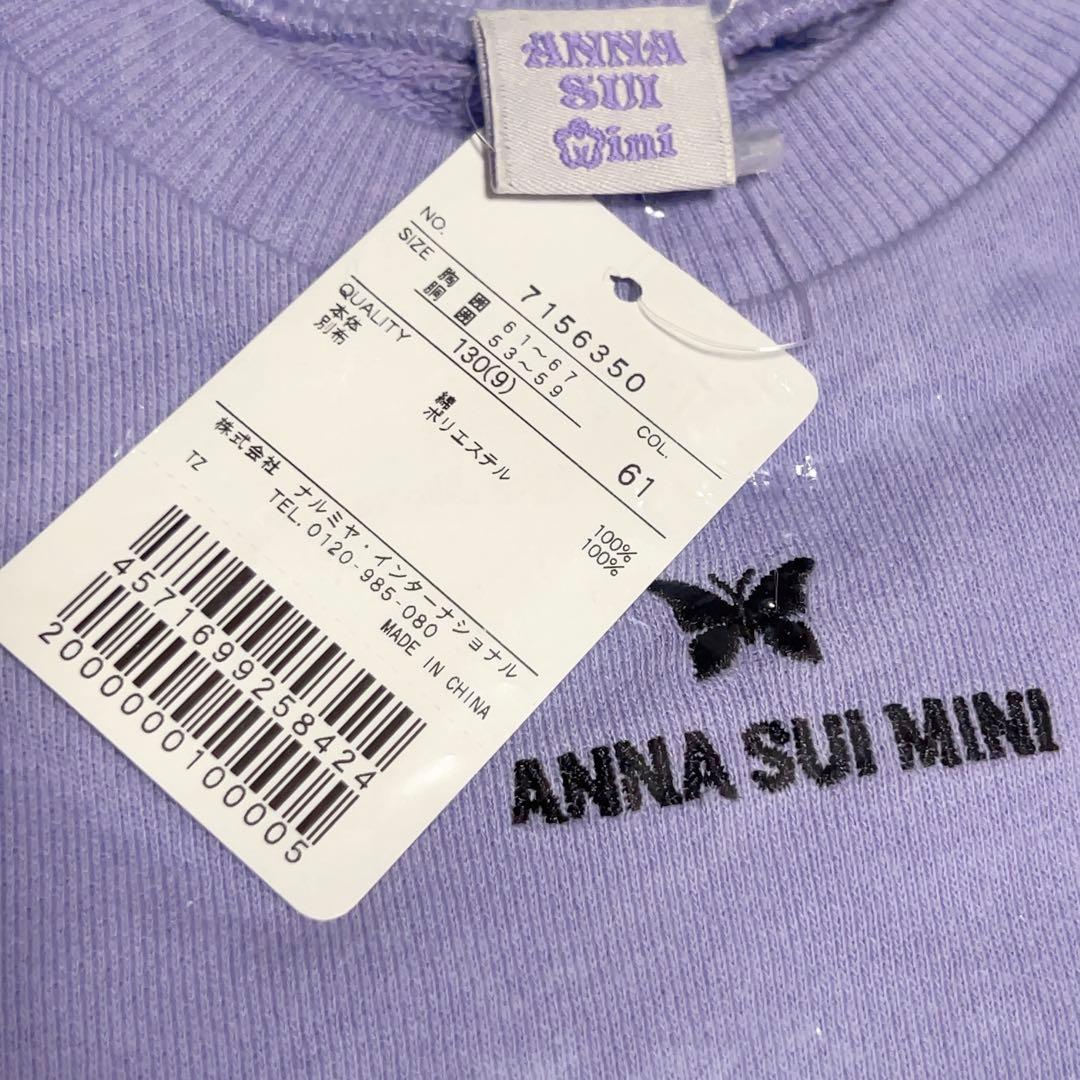 ANNA
SUI
mini
NO. 7156350 COL. 61
SIZE 胸囲 61～67
胴囲 53～59
130(9)
QUALITY
本体 綿 100%
別布 ポリエステル 100%
株式会社 ナルミヤ・インターナショナル
TEL. 0120-985-080
TZ MADE IN CHINA
4571699258424
2000000100005
ANNA SUI MINI